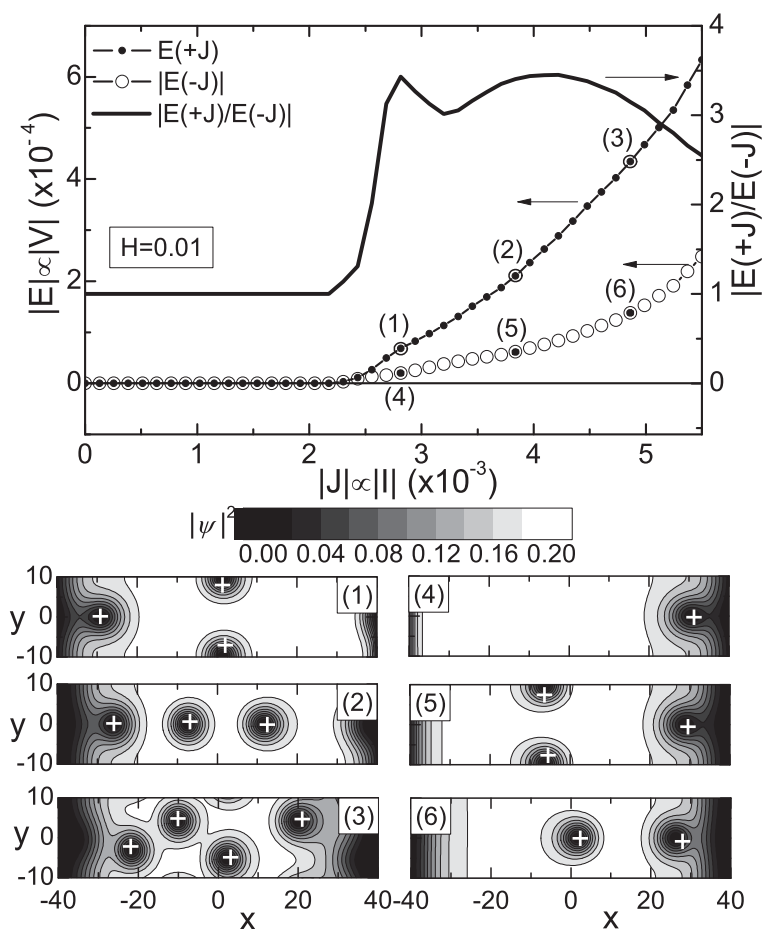 E(+J)
|E(-J)|
|E(+J)/E(-J)|
|E|∝|V| (x10⁻⁴)
6
4
2
0
H=0.01
(1)
(2)
(3)
(4)
(5)
(6)
4
3
2
1
0
|E(+J)/E(-J)|
0 1 2 3 4 5
|J|∝|I| (x10⁻³)
|ψ|²
0.00 0.04 0.08 0.12 0.16 0.20
10
y 0
-10
(1)
(4)
10
y 0
-10
(2)
(5)
10
y 0
-10
(3)
(6)
-40 -20 0 20 40
x
-40 -20 0 20 40
x